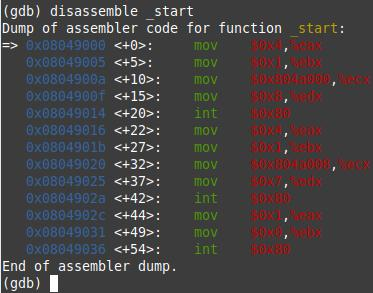 (gdb) disassemble _start
Dump of assembler code for function _start:
=> 0x08049000 <+0>:     mov    $0x4,%eax
   0x08049005 <+5>:     mov    $0x1,%ebx
   0x0804900a <+10>:    mov    $0x804a000,%ecx
   0x0804900f <+15>:    mov    $0x8,%edx
   0x08049014 <+20>:    int    $0x80
   0x08049016 <+22>:    mov    $0x4,%eax
   0x0804901b <+27>:    mov    $0x1,%ebx
   0x08049020 <+32>:    mov    $0x804a008,%ecx
   0x08049025 <+37>:    mov    $0x7,%edx
   0x0804902a <+42>:    int    $0x80
   0x0804902c <+44>:    mov    $0x1,%eax
   0x08049031 <+49>:    mov    $0x0,%ebx
   0x08049036 <+54>:    int    $0x80
End of assembler dump.
(gdb)